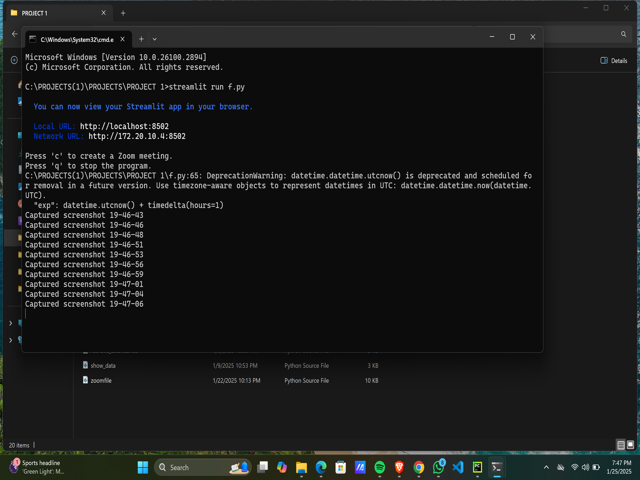 PROJECT 1
C:\Windows\System32\cmd.e
Details
Microsoft Windows [Version 10.0.26100.2894]
(c) Microsoft Corporation. All rights reserved.
C:\PROJECTS(1)\PROJECTS\PROJECT 1>streamlit run f.py
You can now view your Streamlit app in your browser.
Local URL: http://localhost:8502
Network URL: http://172.20.10.4:8502
Press 'c' to create a Zoom meeting.
Press 'q' to stop the program.
C:\PROJECTS(1)\PROJECTS\PROJECT 1\f.py:65: DeprecationWarning: datetime.datetime.utcnow() is deprecated and scheduled fo
r removal in a future version. Use timezone-aware objects to represent datetimes in UTC: datetime.datetime.now(datetime.
UTC).
"exp": datetime.utcnow() + timedelta(hours=1)
Captured screenshot 19-46-43
Captured screenshot 19-46-46
Captured screenshot 19-46-48
Captured screenshot 19-46-51
Captured screenshot 19-46-53
Captured screenshot 19-46-56
Captured screenshot 19-46-59
Captured screenshot 19-47-01
Captured screenshot 19-47-04
Captured screenshot 19-47-06
show_data 1/9/2025 10:53 PM Python Source File 3 KB
zoomfile 1/22/2025 10:13 PM Python Source File 10 KB
20 items
Sports headline
'Green Light': M...
Search
7:47 PM
1/25/2025